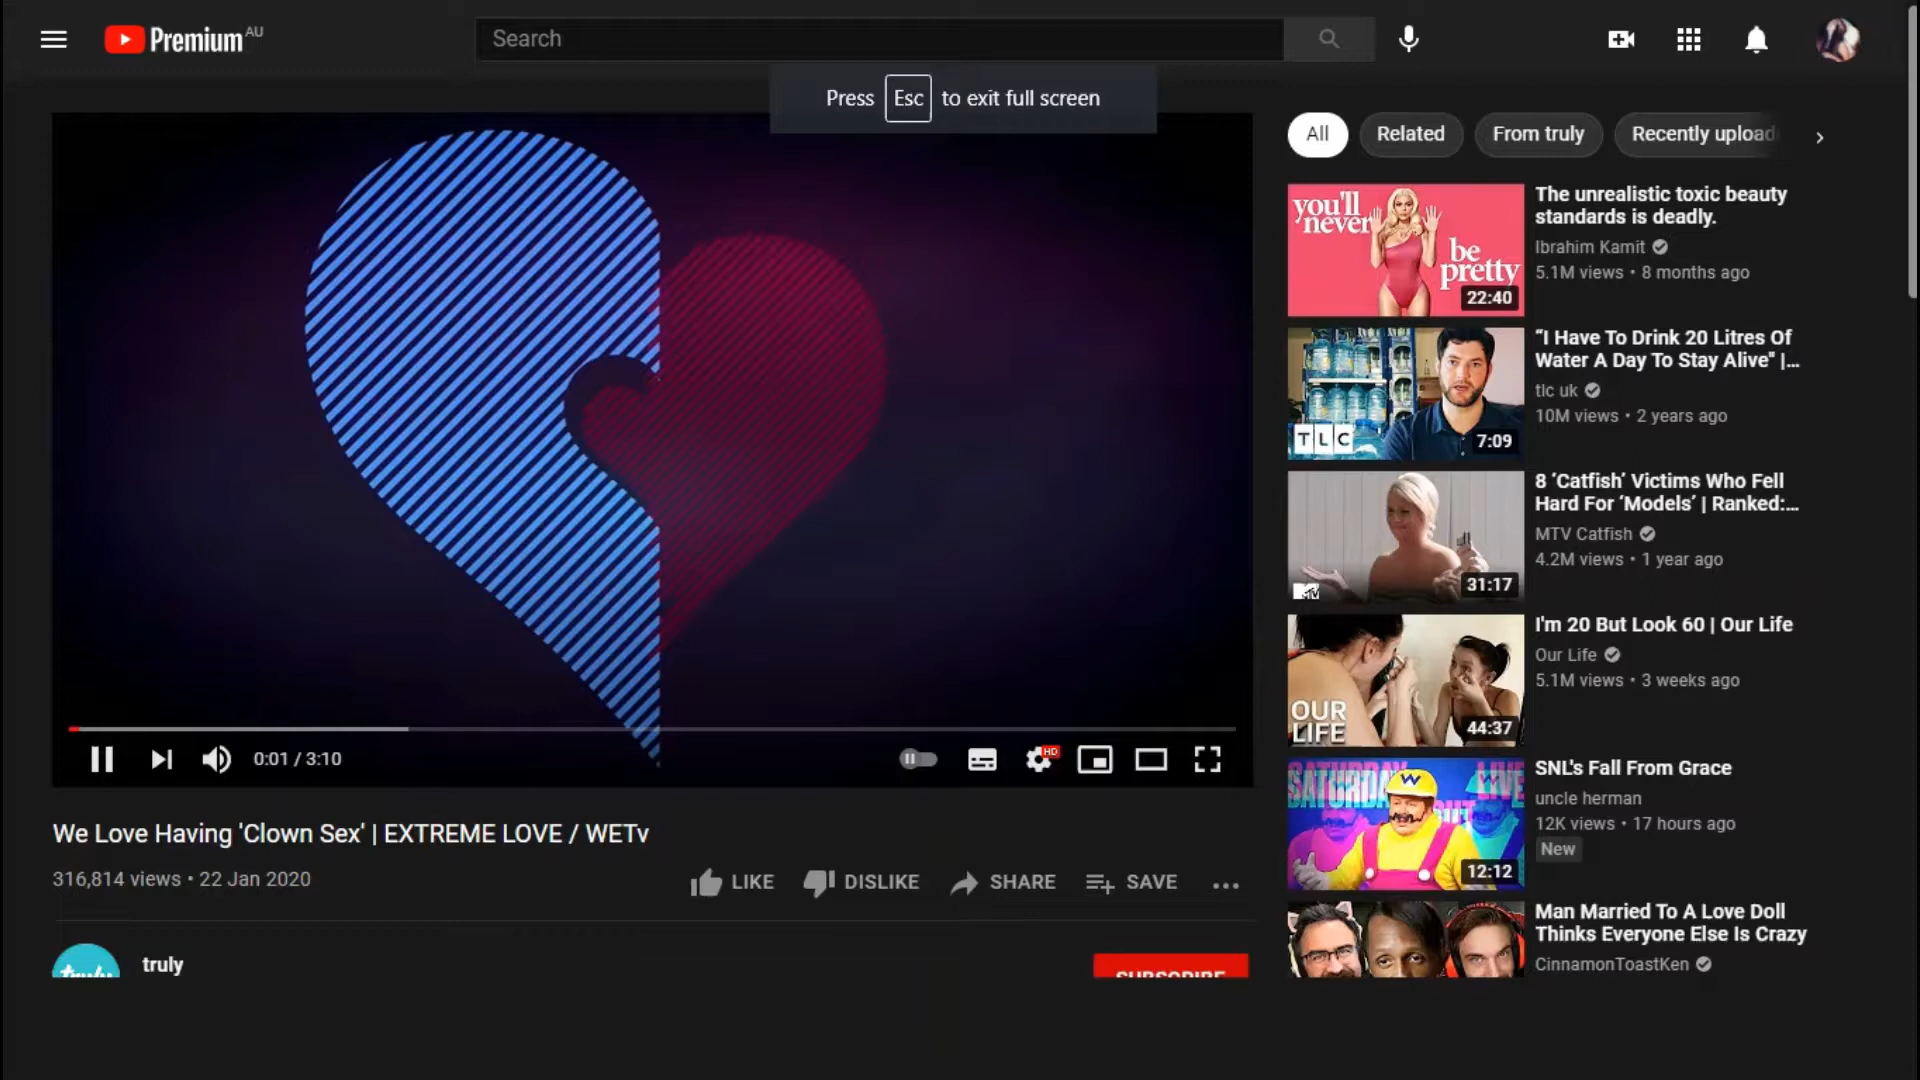 Premium AU
Search
Press Esc to exit full screen
All
Related
From truly
Recently upload
you'll never be pretty
22:40
The unrealistic toxic beauty
standards is deadly.
Ibrahim Kamit
5.1M views • 8 months ago
TLC
7:09
“I Have To Drink 20 Litres Of
Water A Day To Stay Alive" |...
tlc uk
10M views • 2 years ago
MTV
31:17
8 ‘Catfish’ Victims Who Fell
Hard For ‘Models’ | Ranked:...
MTV Catfish
4.2M views • 1 year ago
OUR
LIFE
44:37
I'm 20 But Look 60 | Our Life
Our Life
5.1M views • 3 weeks ago
SATURDAY
LIVE
W
12:12
SNL's Fall From Grace
uncle herman
12K views • 17 hours ago
New
Man Married To A Love Doll
Thinks Everyone Else Is Crazy
CinnamonToastKen
0:01 / 3:10
HD
We Love Having 'Clown Sex' | EXTREME LOVE / WETv
316,814 views • 22 Jan 2020
LIKE
DISLIKE
SHARE
SAVE
truly
truly
SUBSCRIBE